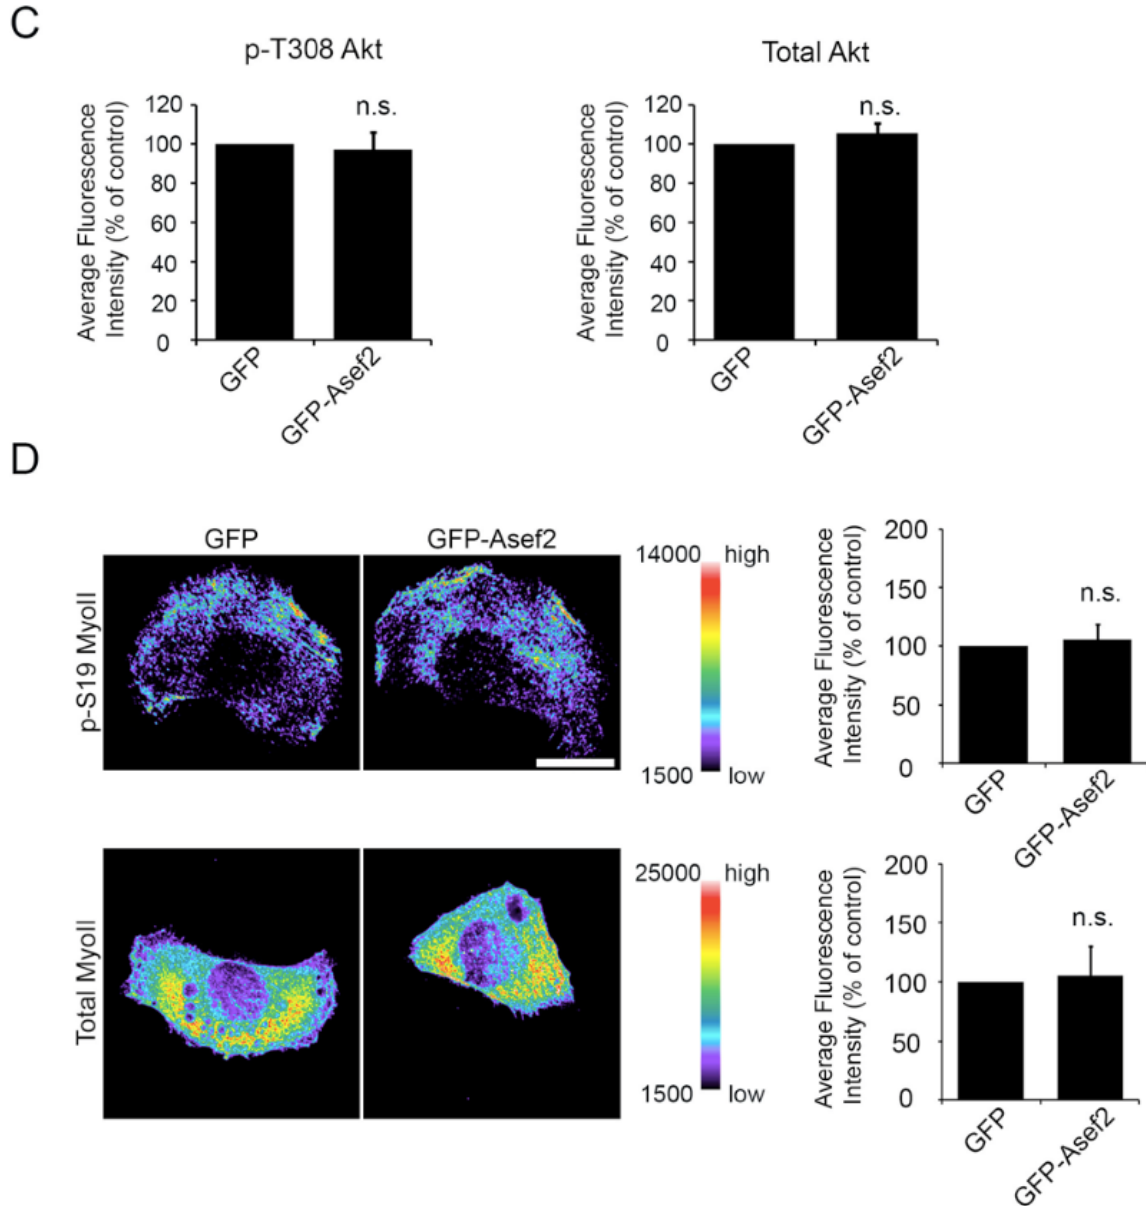 C
p-T308 Akt
Total Akt
Average Fluorescence
Intensity (% of control)
120
100
80
60
40
20
0
n.s.
GFP
GFP-Asef2
Average Fluorescence
Intensity (% of control)
120
100
80
60
40
20
0
n.s.
GFP
GFP-Asef2
D
GFP
GFP-Asef2
p-S19 MyoII
14000 high
1500 low
Average Fluorescence
Intensity (% of control)
200
150
100
50
0
n.s.
GFP
GFP-Asef2
Total MyoII
25000 high
1500 low
Average Fluorescence
Intensity (% of control)
200
150
100
50
0
n.s.
GFP
GFP-Asef2